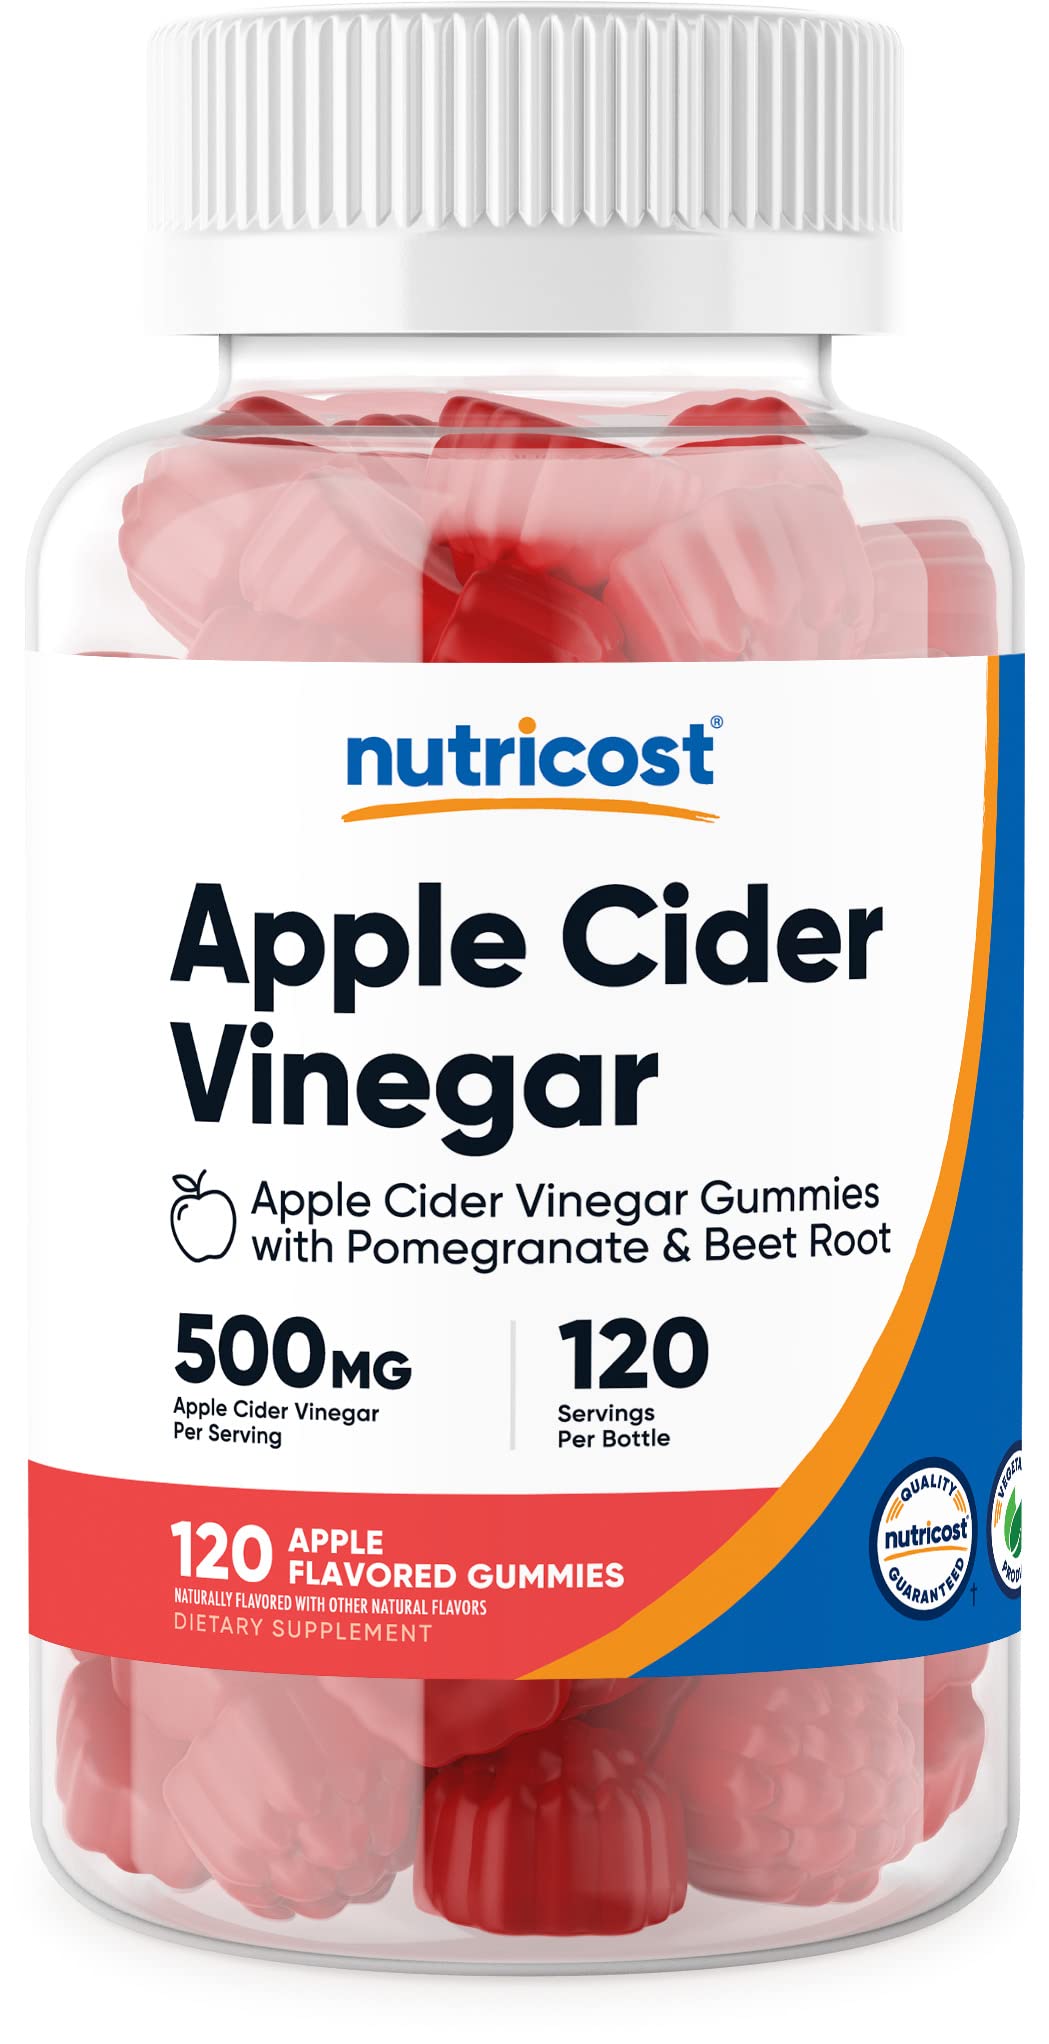 nutricost®
Apple Cider
Vinegar
Apple Cider Vinegar Gummies
with Pomegranate & Beet Root
500MG
Apple Cider Vinegar
Per Serving
120
Servings
Per Bottle
120 APPLE
FLAVORED GUMMIES
NATURALLY FLAVORED WITH OTHER NATURAL FLAVORS
DIETARY SUPPLEMENT
QUALITY
nutricost
GUARANTEED
†